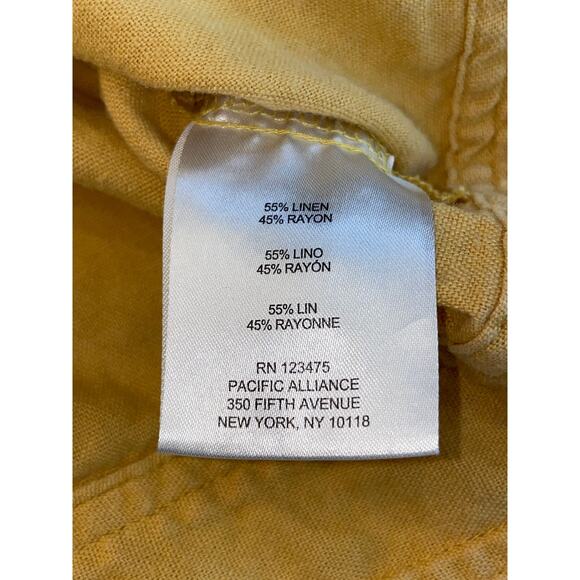 55% LINEN
45% RAYON
55% LINO
45% RAYÓN
55% LIN
45% RAYONNE
RN 123475
PACIFIC ALLIANCE
350 FIFTH AVENUE
NEW YORK, NY 10118